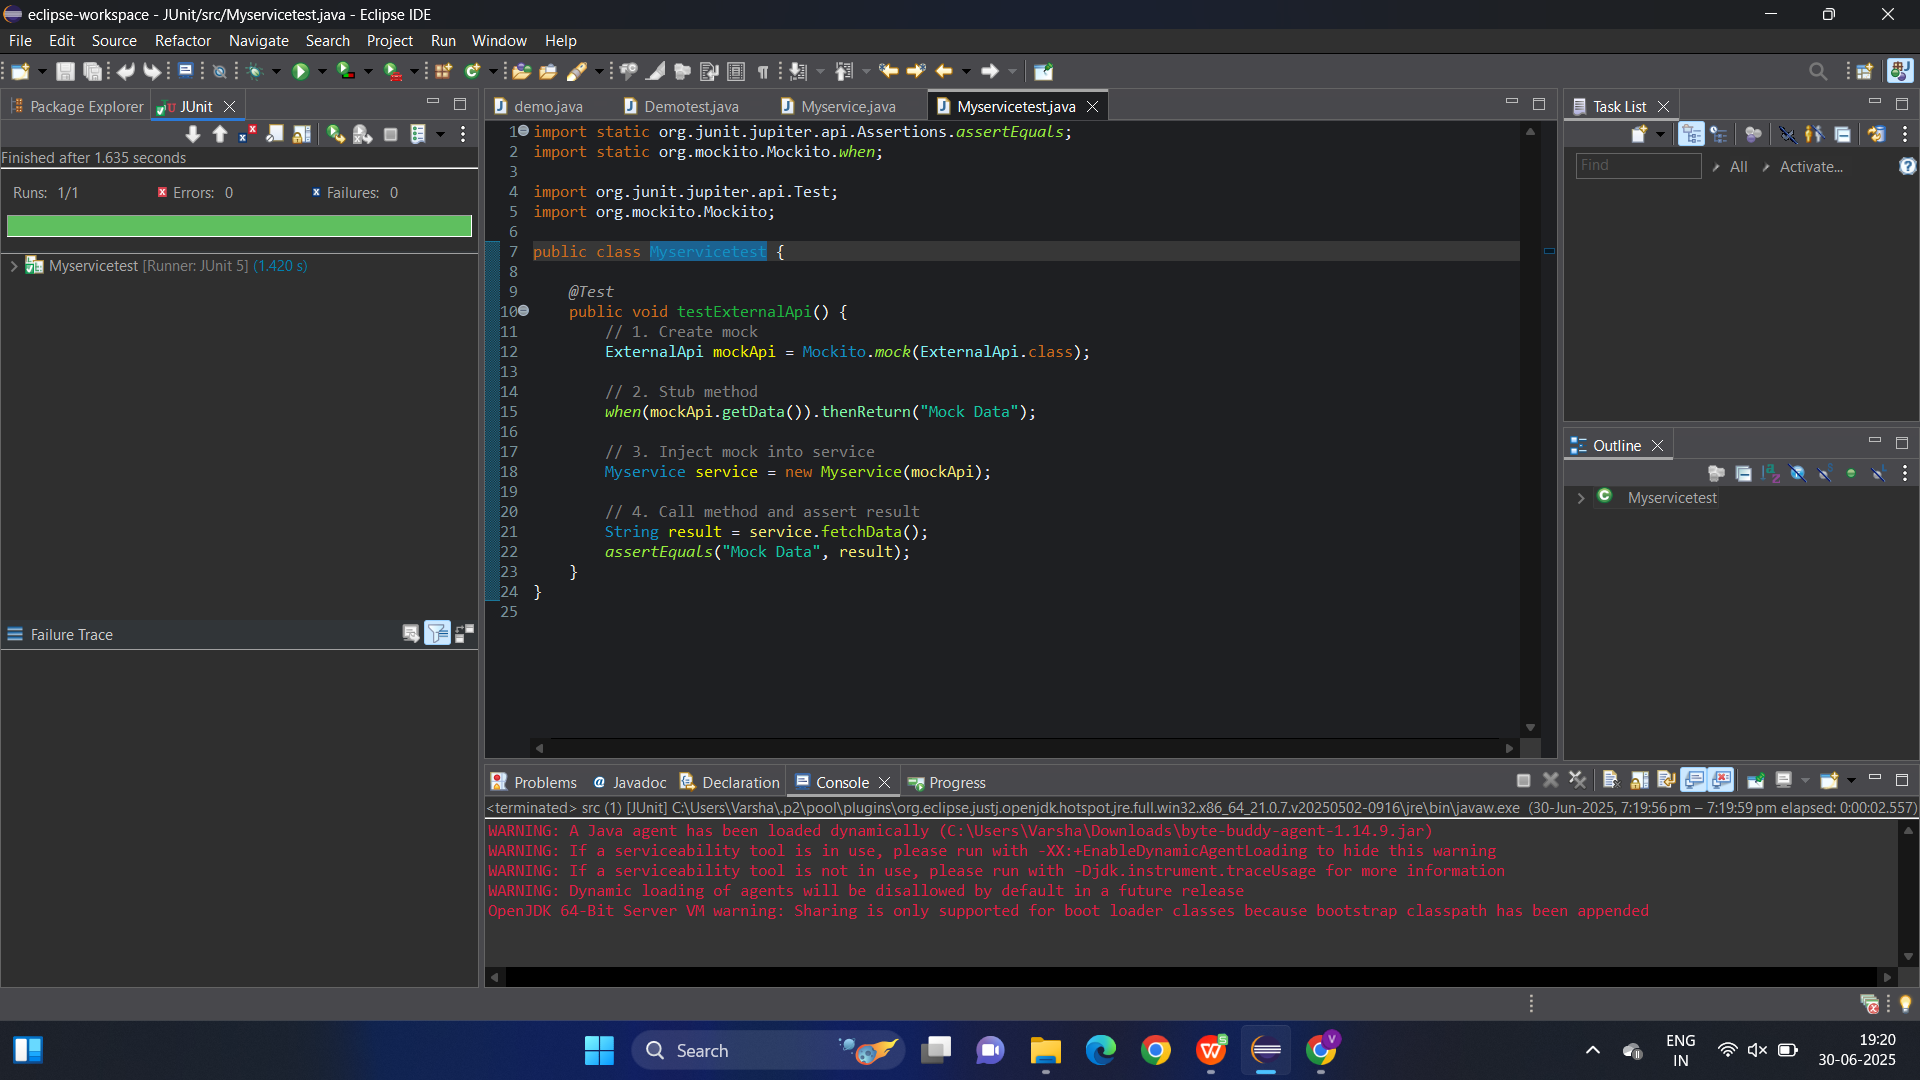 eclipse-workspace - JUnit/src/Myservicetest.java - Eclipse IDE
File Edit Source Refactor Navigate Search Project Run Window Help
Package Explorer JUnit
Finished after 1.635 seconds
Runs: 1/1 Errors: 0 Failures: 0
Myservicetest [Runner: JUnit 5] (1.420 s)
Failure Trace
demo.java Demotest.java Myservice.java Myservicetest.java
1 import static org.junit.jupiter.api.Assertions.assertEquals;
2 import static org.mockito.Mockito.when;
3
4 import org.junit.jupiter.api.Test;
5 import org.mockito.Mockito;
6
7 public class Myservicetest {
8
9 @Test
10 public void testExternalApi() {
11 // 1. Create mock
12 ExternalApi mockApi = Mockito.mock(ExternalApi.class);
13
14 // 2. Stub method
15 when(mockApi.getData()).thenReturn("Mock Data");
16
17 // 3. Inject mock into service
18 Myservice service = new Myservice(mockApi);
19
20 // 4. Call method and assert result
21 String result = service.fetchData();
22 assertEquals("Mock Data", result);
23 }
24 }
25
Task List
Find All Activate...
Outline
Myservicetest
Problems Javadoc Declaration Console Progress
<terminated> src (1) [JUnit] C:\Users\Varsha\.p2\pool\plugins\org.eclipse.justj.openjdk.hotspot.jre.full.win32.x86_64_21.0.7.v20250502-0916\jre\bin\javaw.exe (30-Jun-2025, 7:19:56 pm – 7:19:59 pm elapsed: 0:00:02.557)
WARNING: A Java agent has been loaded dynamically (C:\Users\Varsha\Downloads\byte-buddy-agent-1.14.9.jar)
WARNING: If a serviceability tool is in use, please run with -XX:+EnableDynamicAgentLoading to hide this warning
WARNING: If a serviceability tool is not in use, please run with -Djdk.instrument.traceUsage for more information
WARNING: Dynamic loading of agents will be disallowed by default in a future release
OpenJDK 64-Bit Server VM warning: Sharing is only supported for boot loader classes because bootstrap classpath has been appended
Search
ENG
IN
19:20
30-06-2025